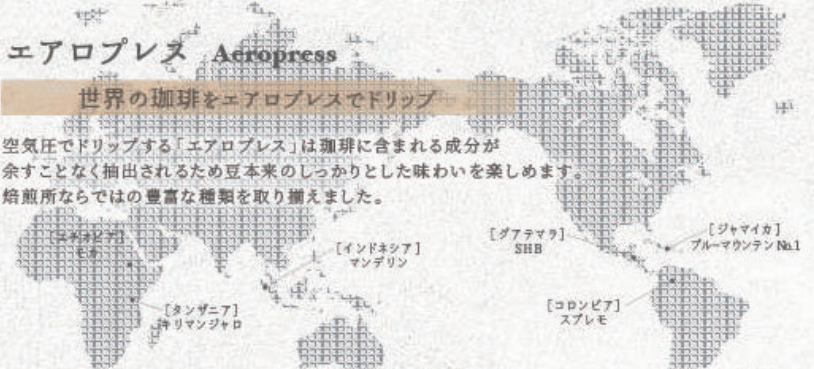 エアロプレス Aeropress
世界の珈琲をエアロプレスでドリップ
空気圧でドリップする「エアロプレス」は珈琲に含まれる成分が
余すことなく抽出されるため豆本来のしっかりとした味わいを楽しめます。
焙煎所ならではの豊富な種類を取り揃えました。
[エチオピア]
モカ
[タンザニア]
キリマンジャロ
[インドネシア]
マンデリン
[グアテマラ]
SHB
[ジャマイカ]
ブルーマウンテン No.1
[コロンビア]
スプレモ